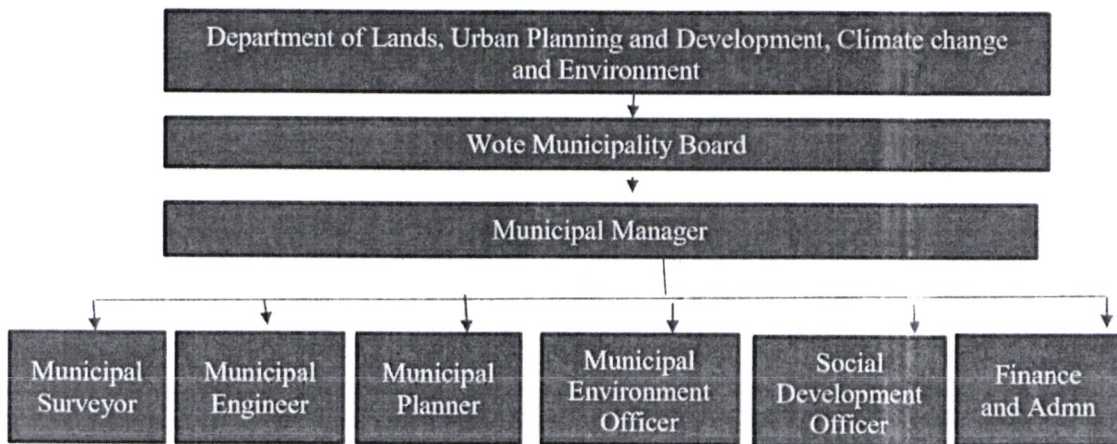 Department of Lands, Urban Planning and Development, Climate change
and Environment
Wote Municipality Board
Municipal Manager
Municipal
Surveyor
Municipal
Engineer
Municipal
Planner
Municipal
Environment
Officer
Social
Development
Officer
Finance
and Admn